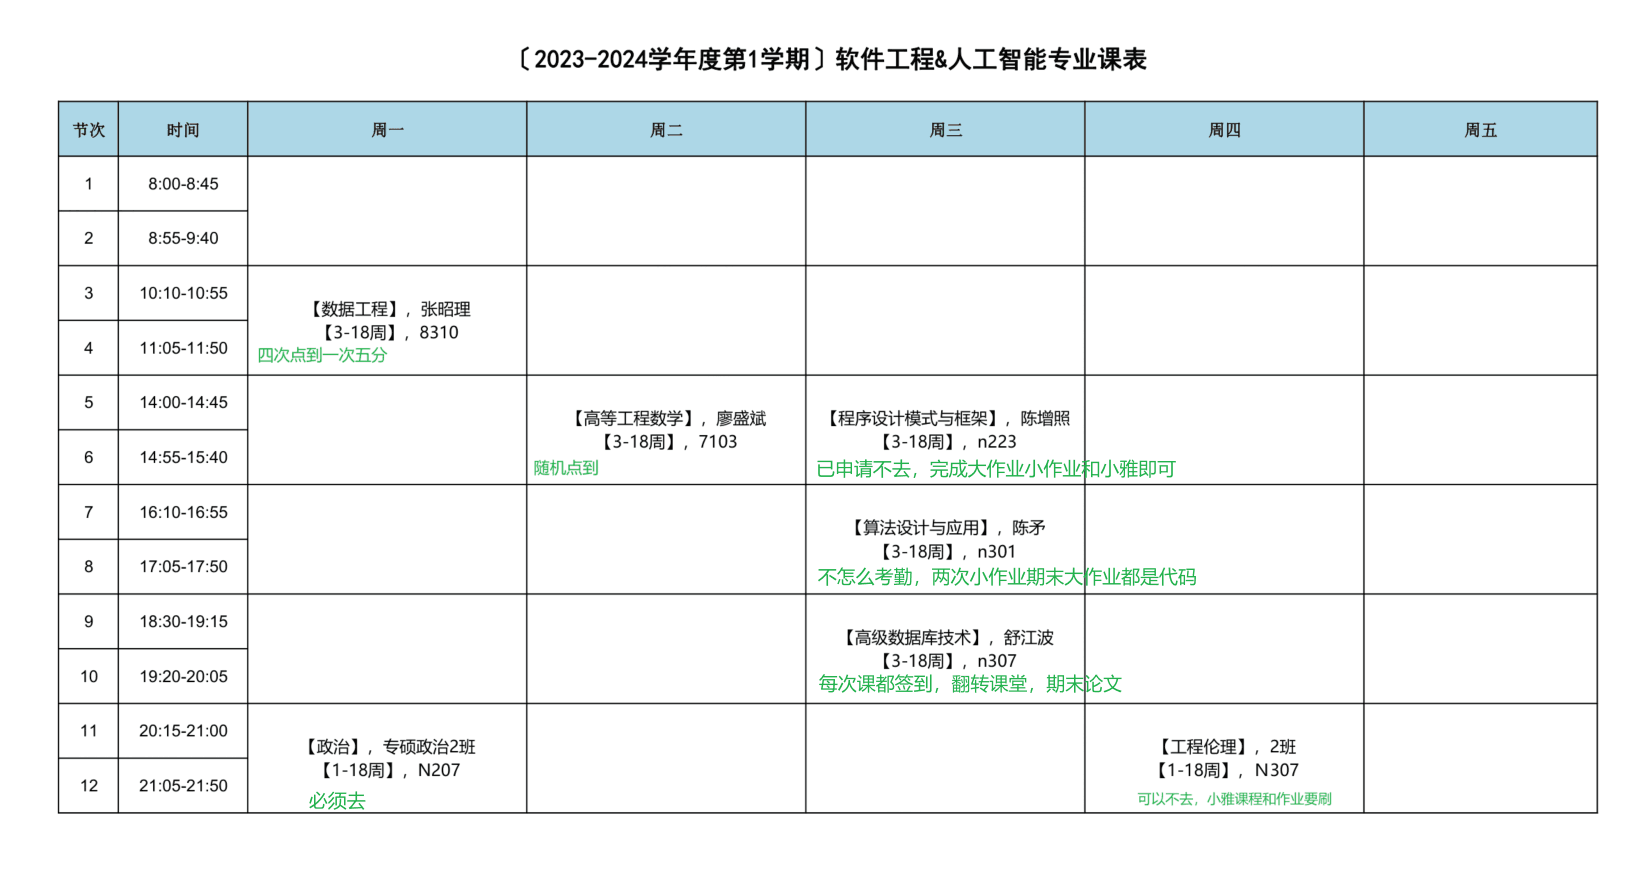 〔2023-2024学年度第1学期〕软件工程&人工智能专业课表
节次 时间 周一 周二 周三 周四 周五
1 8:00-8:45
2 8:55-9:40
3 10:10-10:55
4 11:05-11:50
【数据工程】，张昭理
【3-18周】，8310
四次点到一次五分
5 14:00-14:45
6 14:55-15:40
【高等工程数学】，廖盛斌
【3-18周】，7103
随机点到
【程序设计模式与框架】，陈增照
【3-18周】，n223
已申请不去，完成大作业小作业和小雅即可
7 16:10-16:55
8 17:05-17:50
【算法设计与应用】，陈矛
【3-18周】，n301
不怎么考勤，两次小作业期末大作业都是代码
9 18:30-19:15
10 19:20-20:05
【高级数据库技术】，舒江波
【3-18周】，n307
每次课都签到，翻转课堂，期末论文
11 20:15-21:00
12 21:05-21:50
【政治】，专硕政治2班
【1-18周】，N207
必须去
【工程伦理】，2班
【1-18周】，N307
可以不去，小雅课程和作业要刷